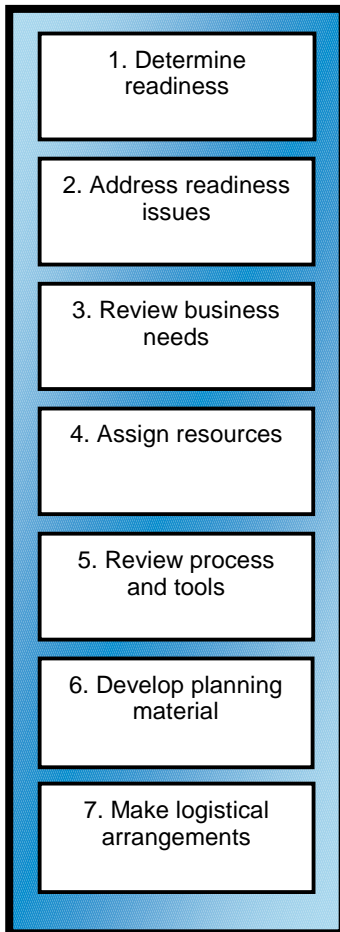 1. Determine
readiness
2. Address readiness
issues
3. Review business
needs
4. Assign resources
5. Review process
and tools
6. Develop planning
material
7. Make logistical
arrangements